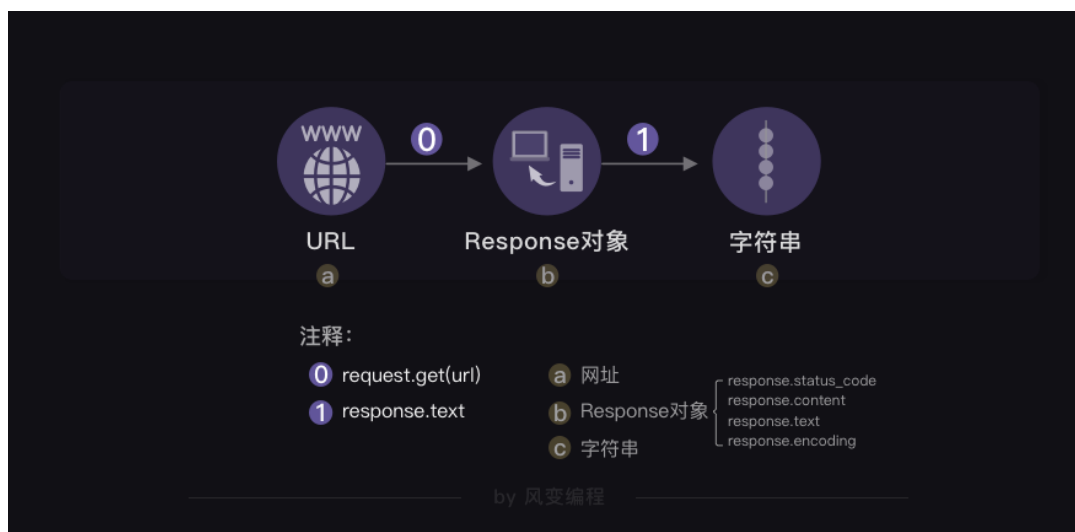 WWW
0
1
URL
Response对象
字符串
a
b
c
注释：
0 request.get(url)
1 response.text
a 网址
b Response对象
c 字符串
response.status_code
response.content
response.text
response.encoding
by 风变编程